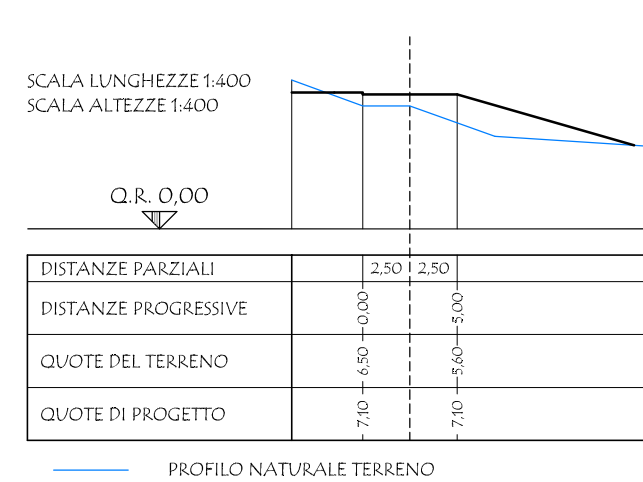 SCALA LUNGHEZZE 1:400
SCALA ALTEZZE 1:400
Q.R. 0,00
DISTANZE PARZIALI 2,50 2,50
DISTANZE PROGRESSIVE 0,00 5,00
QUOTE DEL TERRENO 6,50 5,60
QUOTE DI PROGETTO 7,10 7,10
PROFILO NATURALE TERRENO